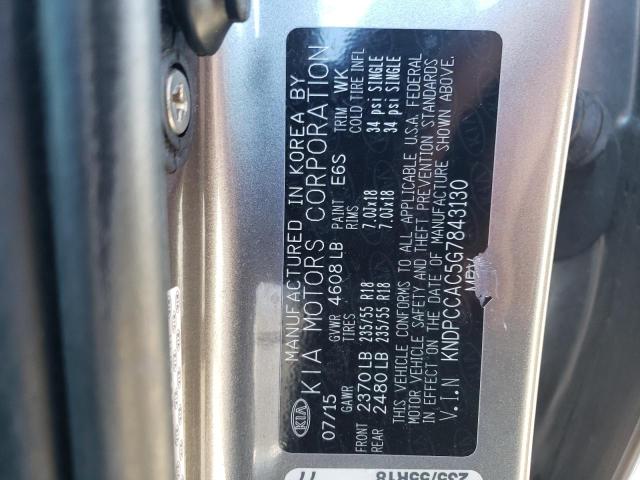 KIA
MANUFACTURED IN KOREA BY
KIA MOTORS CORPORATION
07/15 GVWR 4608LB PAINT E6S TRIM WK
GAWR TIRES RIMS COLD TIRE INFL
FRONT 2370LB 235/55 R18 7.0Jx18 34 psi SINGLE
REAR 2480LB 235/55 R18 7.0Jx18 34 psi SINGLE
THIS VEHICLE CONFORMS TO ALL APPLICABLE U.S.A. FEDERAL
MOTOR VEHICLE SAFETY AND THEFT PREVENTION STANDARDS
IN EFFECT ON THE DATE OF MANUFACTURE SHOWN ABOVE.
V.I.N KNDPCCAC5G7843130
MPV
235/55R18